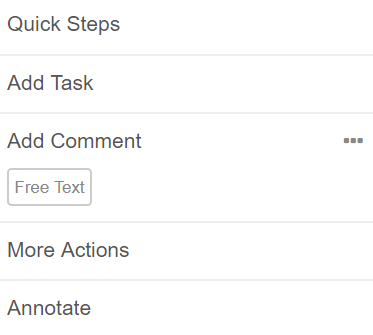 Quick Steps
Add Task
Add Comment
Free Text
More Actions
Annotate